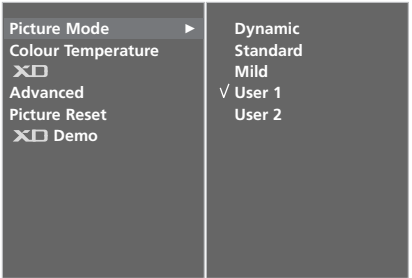 Picture Mode ►
Colour Temperature
XD
Advanced
Picture Reset
XD Demo
Dynamic
Standard
Mild
√ User 1
User 2